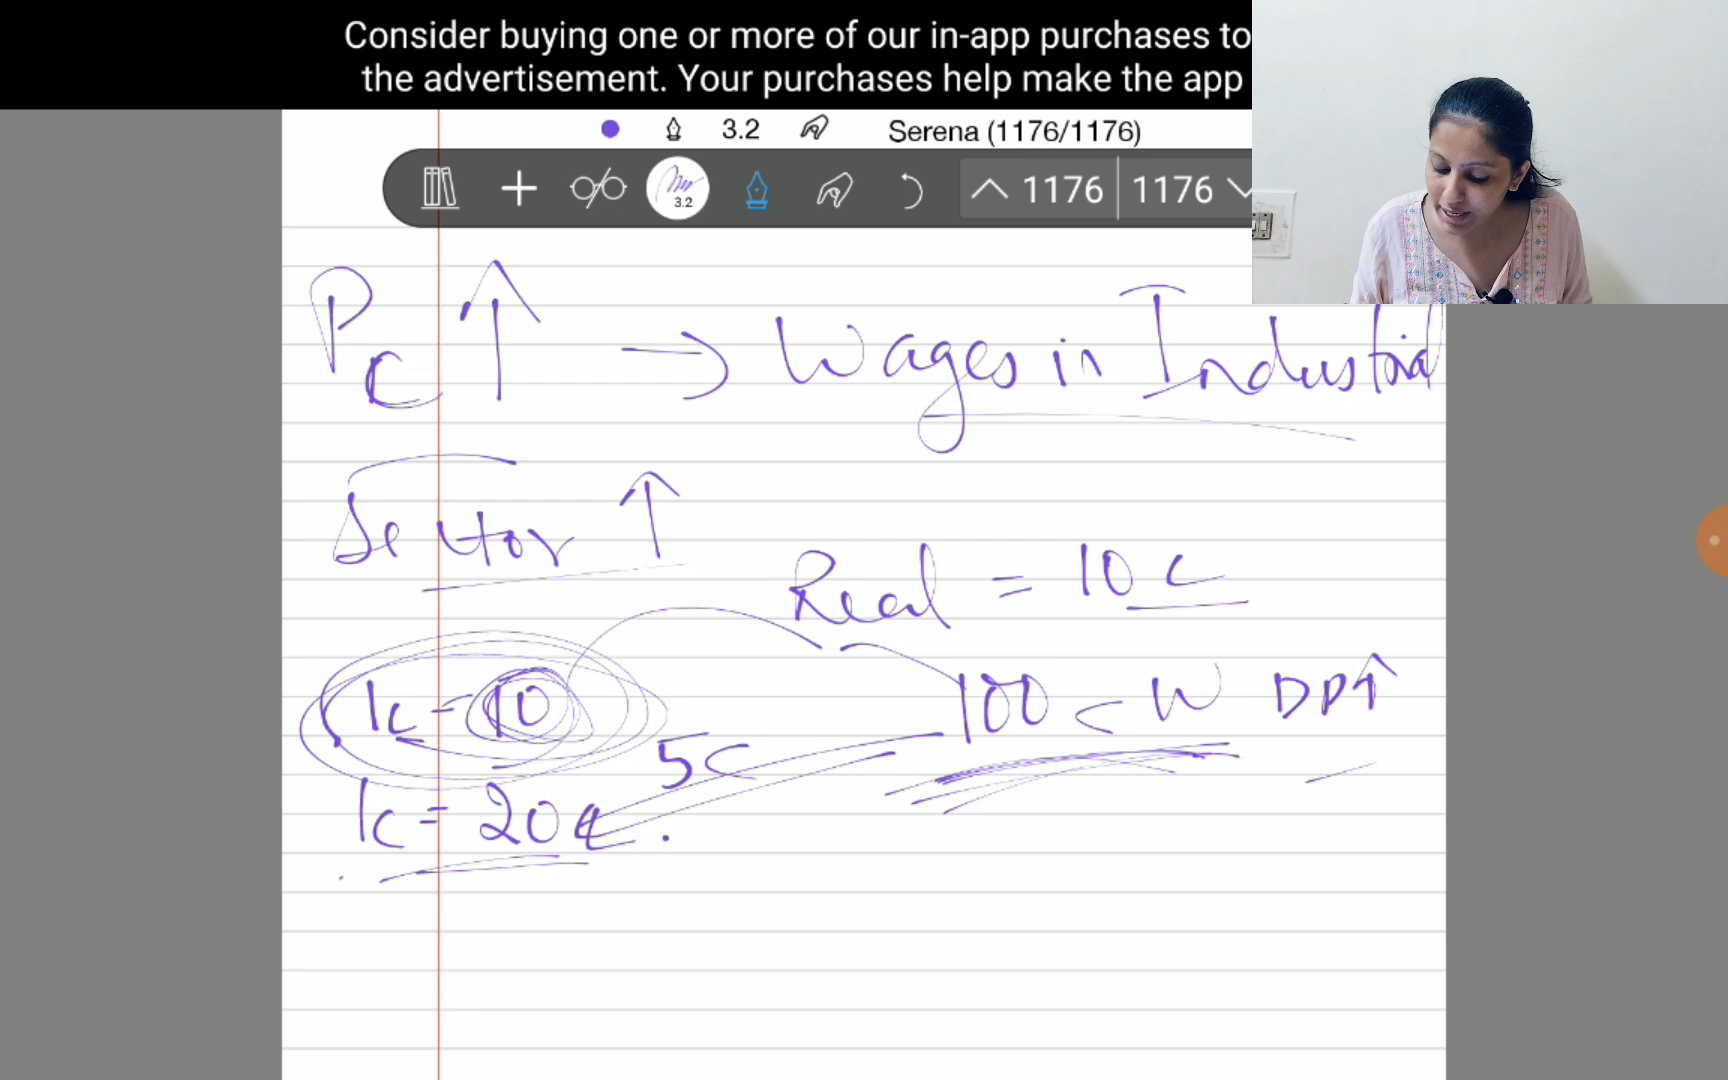 Consider buying one or more of our in-app purchases to
the advertisement. Your purchases help make the app
3.2 Serena (1176/1176)
3.2 1176 1176
Pc ↑ → Wages in Industrial
Sector ↑
Real = 10 C
1c = 10 100 C W DP↑
5C
1c = 20 C .